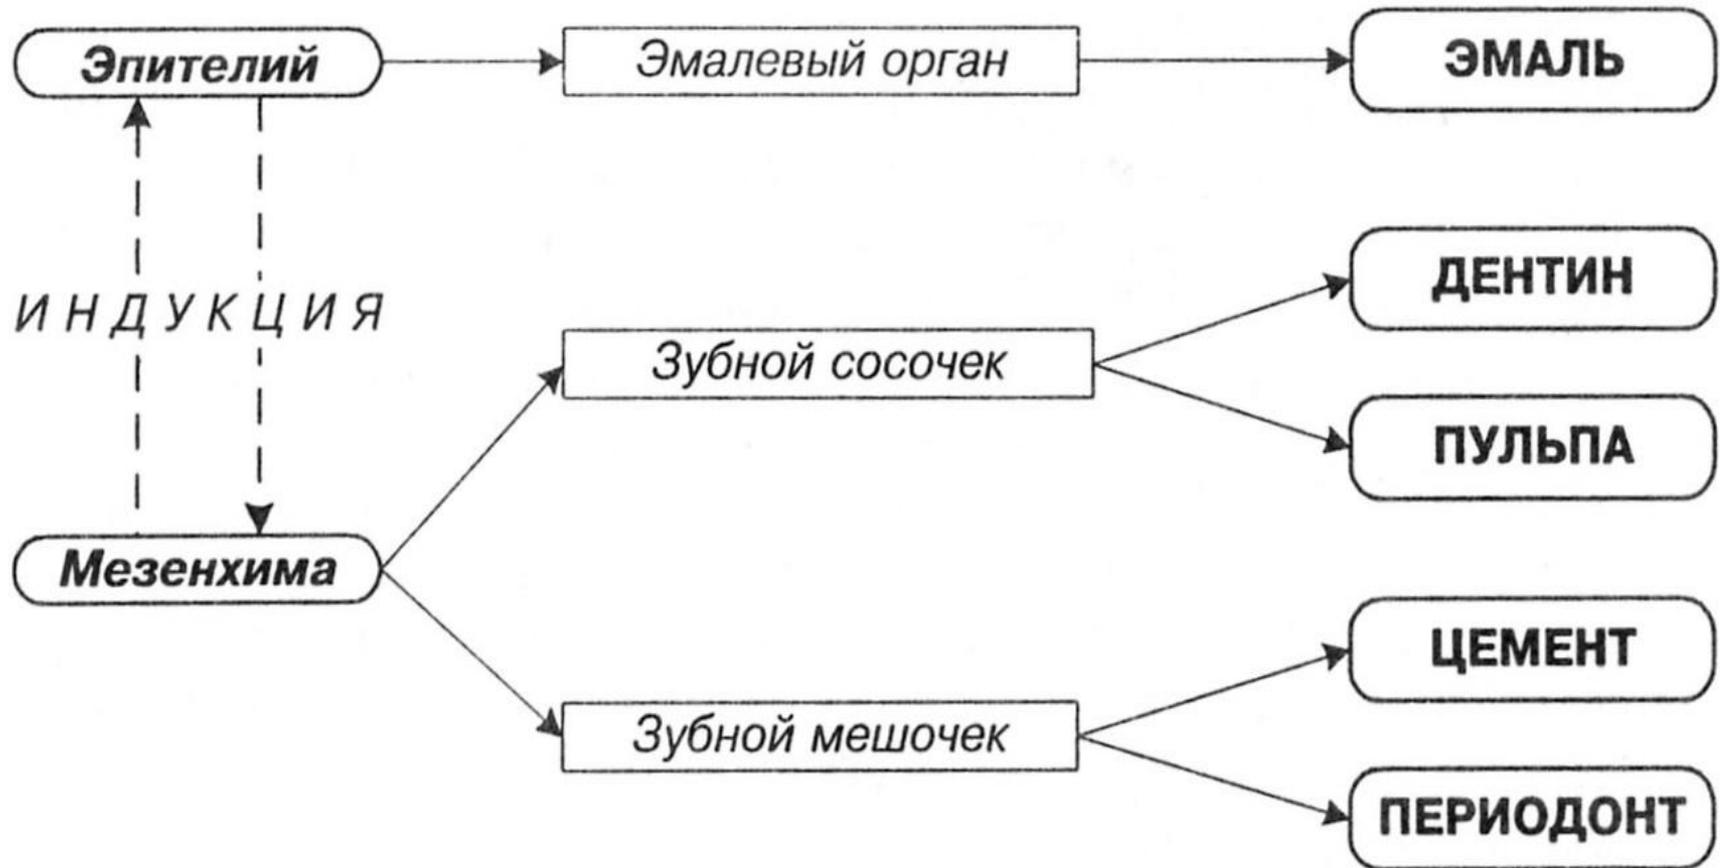 Эпителий
Эмалевый орган
ЭМАЛЬ
ИНДУКЦИЯ
ДЕНТИН
Зубной сосочек
ПУЛЬПА
Мезенхима
ЦЕМЕНТ
Зубной мешочек
ПЕРИОДОНТ